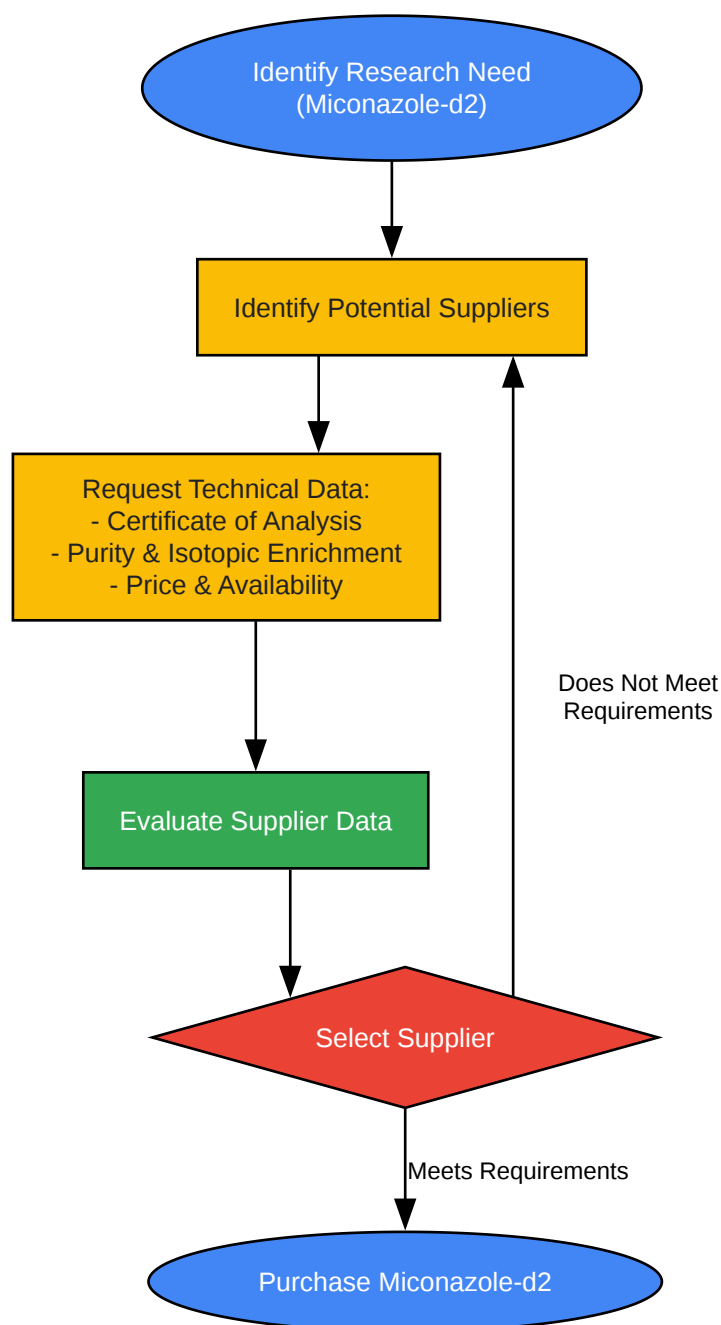 Identify Research Need
(Miconazole-d2)
Identify Potential Suppliers
Request Technical Data:
- Certificate of Analysis
- Purity & Isotopic Enrichment
- Price & Availability
Does Not Meet
Requirements
Evaluate Supplier Data
Select Supplier
Meets Requirements
Purchase Miconazole-d2